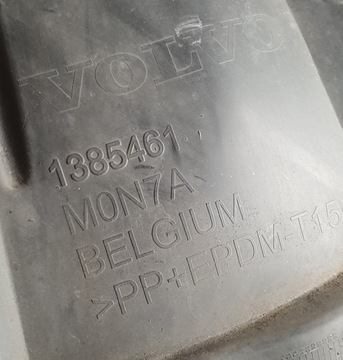 VOLVO
1385461
M0N7A
BELGIUM
>PP+EPDM-T15